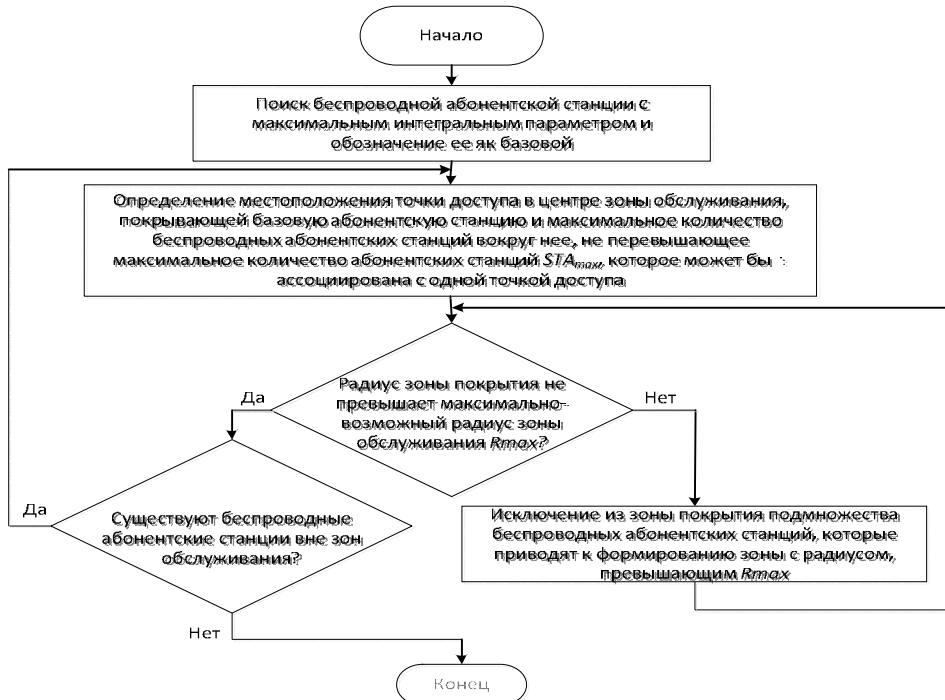 Начало
Поиск беспроводной абонентской станции с
максимальным интегральным параметром и
обозначение ее як базовой
Определение местоположения точки доступа в центре зоны обслуживания,
покрывающей базовую абонентскую станцию и максимальное количество
беспроводных абонентских станций вокруг нее, не перевышающее
максимальное количество абонентских станций STAmax, которое может бы
ассоциирована с одной точкой доступа
Радиус зоны покрытия не
превышает максимально-
возможный радиус зоны
обслуживания Rmax?
Да
Нет
Существуют беспроводные
абонентские станции вне зон
обслуживания?
Да
Исключение из зоны покрытия подмножества
беспроводных абонентских станций, которые
приводят к формированию зоны с радиусом,
превышающим Rmax
Нет
Конец